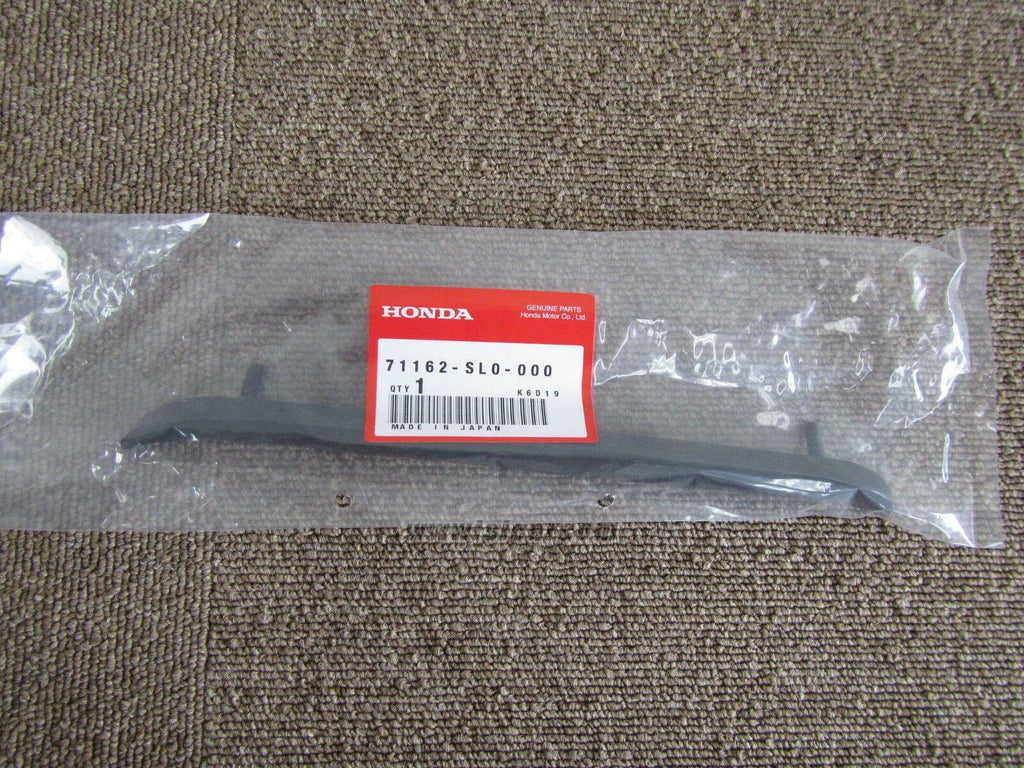 HONDA
GENUINE PARTS
Honda Motor Co., Ltd.
71162-SL0-000
QTY 1 K6D19
MADE IN JAPAN